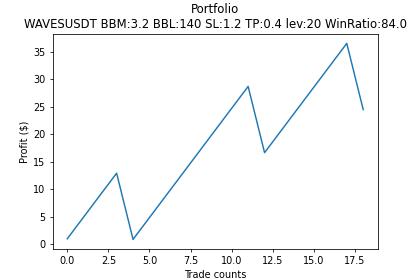 Portfolio
WAVESUSDT BBM:3.2 BBL:140 SL:1.2 TP:0.4 lev:20 WinRatio:84.0
35
30
25
20
15
10
5
0
Profit ($)
0.0 2.5 5.0 7.5 10.0 12.5 15.0 17.5
Trade counts